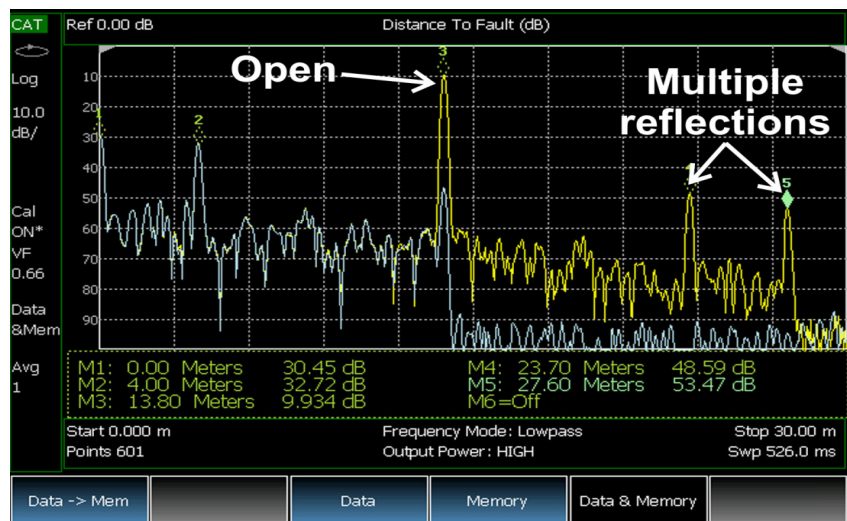 CAT
Ref 0.00 dB
Distance To Fault (dB)
Log
10.0
dB/
Cal
ON*
VF
0.66
Data
&Mem
Avg
1
10
20
30
40
50
60
70
80
90
1
2
3
4
5
Open
Multiple
reflections
M1: 0.00 Meters 30.45 dB
M2: 4.00 Meters 32.72 dB
M3: 13.80 Meters 9.934 dB
M4: 23.70 Meters 48.59 dB
M5: 27.60 Meters 53.47 dB
M6=Off
Start 0.000 m
Frequency Mode: Lowpass
Stop 30.00 m
Points 601
Output Power: HIGH
Swp 526.0 ms
Data -> Mem
Data
Memory
Data & Memory